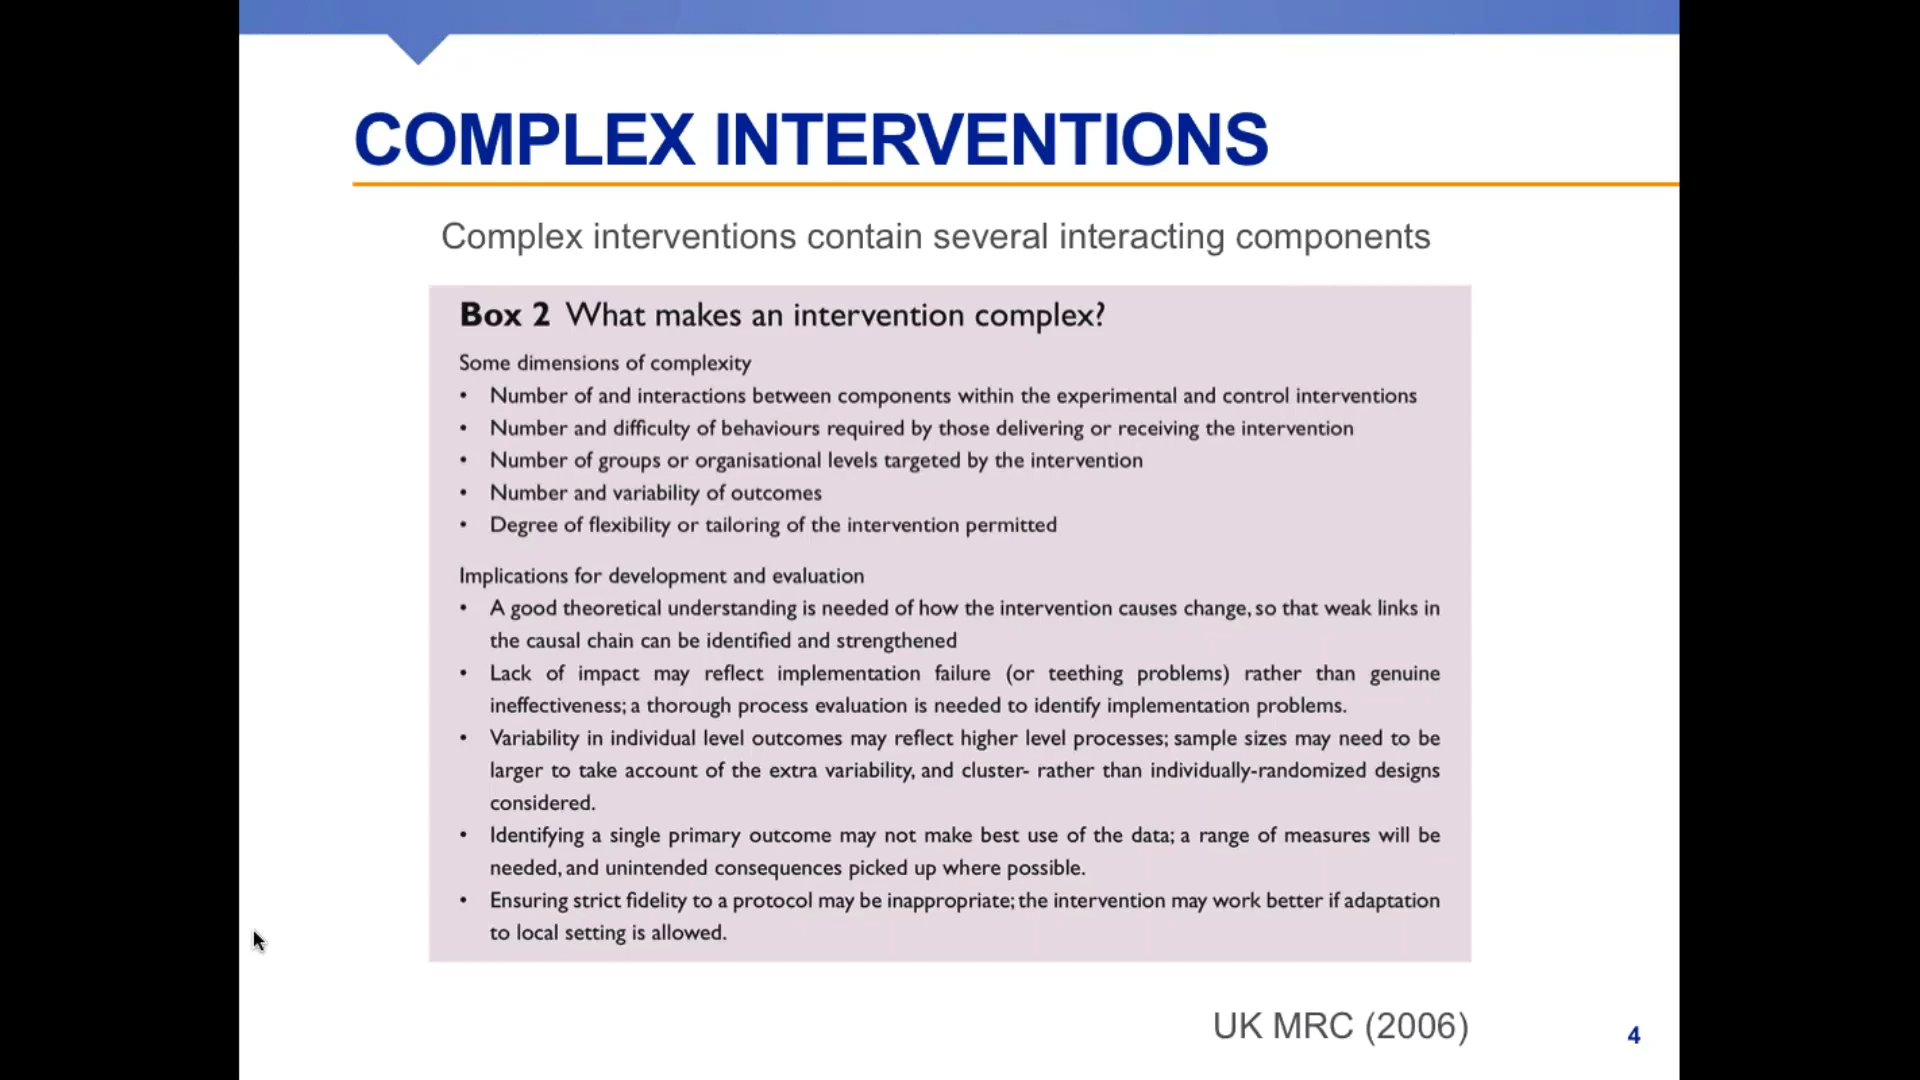 COMPLEX INTERVENTIONS
Complex interventions contain several interacting components
Box 2 What makes an intervention complex?
Some dimensions of complexity
• Number of and interactions between components within the experimental and control interventions
• Number and difficulty of behaviours required by those delivering or receiving the intervention
• Number of groups or organisational levels targeted by the intervention
• Number and variability of outcomes
• Degree of flexibility or tailoring of the intervention permitted
Implications for development and evaluation
• A good theoretical understanding is needed of how the intervention causes change, so that weak links in
the causal chain can be identified and strengthened
• Lack of impact may reflect implementation failure (or teething problems) rather than genuine
ineffectiveness; a thorough process evaluation is needed to identify implementation problems.
• Variability in individual level outcomes may reflect higher level processes; sample sizes may need to be
larger to take account of the extra variability, and cluster- rather than individually-randomized designs
considered.
• Identifying a single primary outcome may not make best use of the data; a range of measures will be
needed, and unintended consequences picked up where possible.
• Ensuring strict fidelity to a protocol may be inappropriate; the intervention may work better if adaptation
to local setting is allowed.
UK MRC (2006)
4